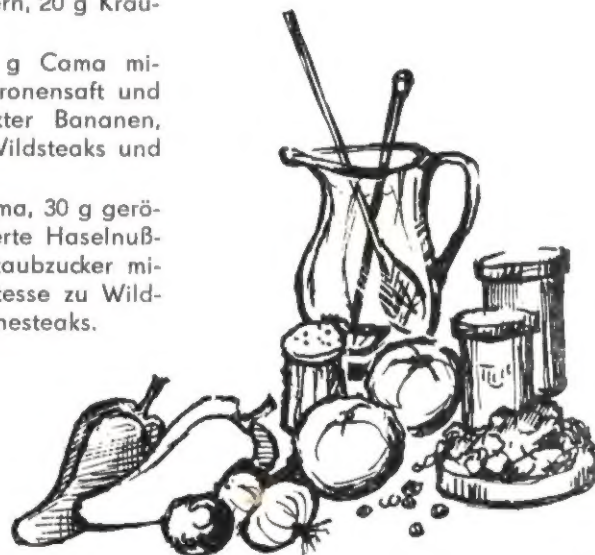 ern, 20 g Kräu-
g Cama mi-
ronensaft und
kter Bananen,
Wildsteaks und
ma, 30 g gerö-
erte Haselnuß-
taubzucker mi-
tesse zu Wild-
nesteaks.